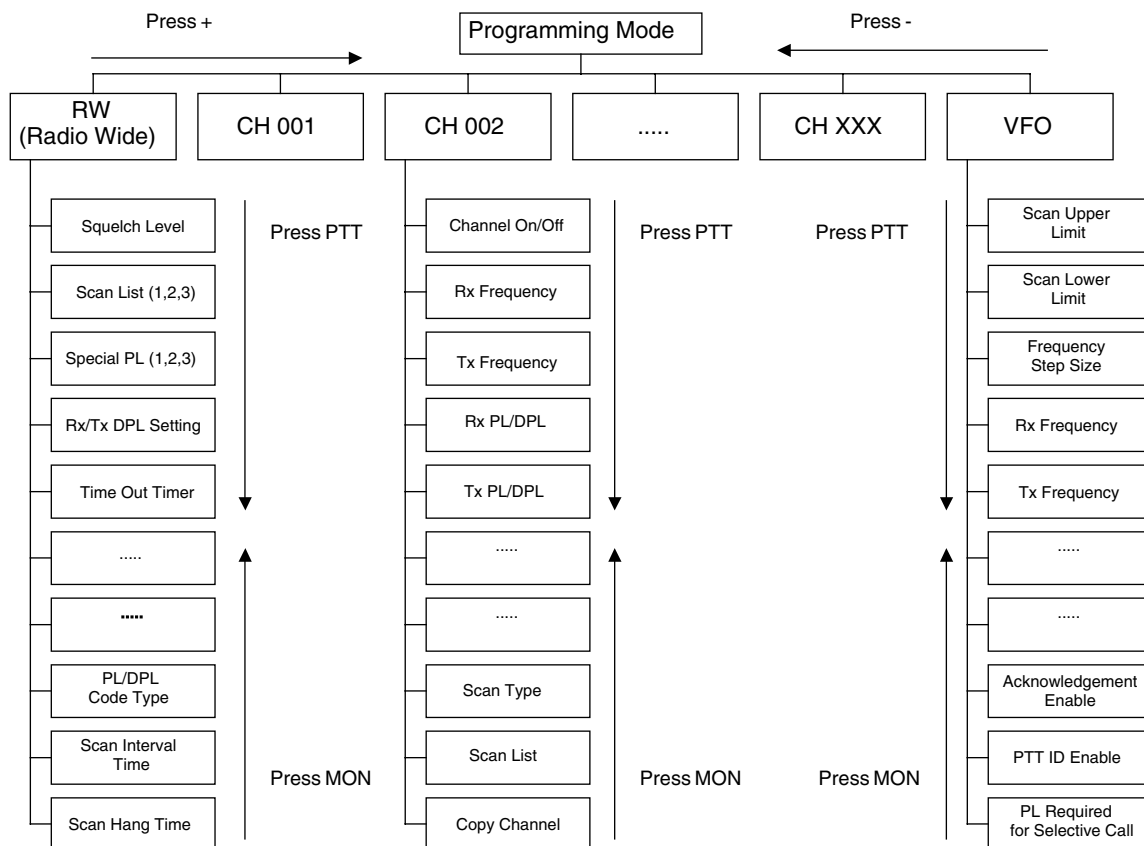 Press +
Programming Mode
Press -
RW
(Radio Wide)
CH 001
CH 002
.....
CH XXX
VFO
Squelch Level
Scan List (1,2,3)
Special PL (1,2,3)
Rx/Tx DPL Setting
Time Out Timer
.....
.....
PL/DPL
Code Type
Scan Interval
Time
Scan Hang Time
Press PTT
Press MON
Channel On/Off
Rx Frequency
Tx Frequency
Rx PL/DPL
Tx PL/DPL
.....
.....
Scan Type
Scan List
Copy Channel
Press PTT
Press MON
Press PTT
Press MON
Scan Upper
Limit
Scan Lower
Limit
Frequency
Step Size
Rx Frequency
Tx Frequency
.....
.....
Acknowledgement
Enable
PTT ID Enable
PL Required
for Selective Call